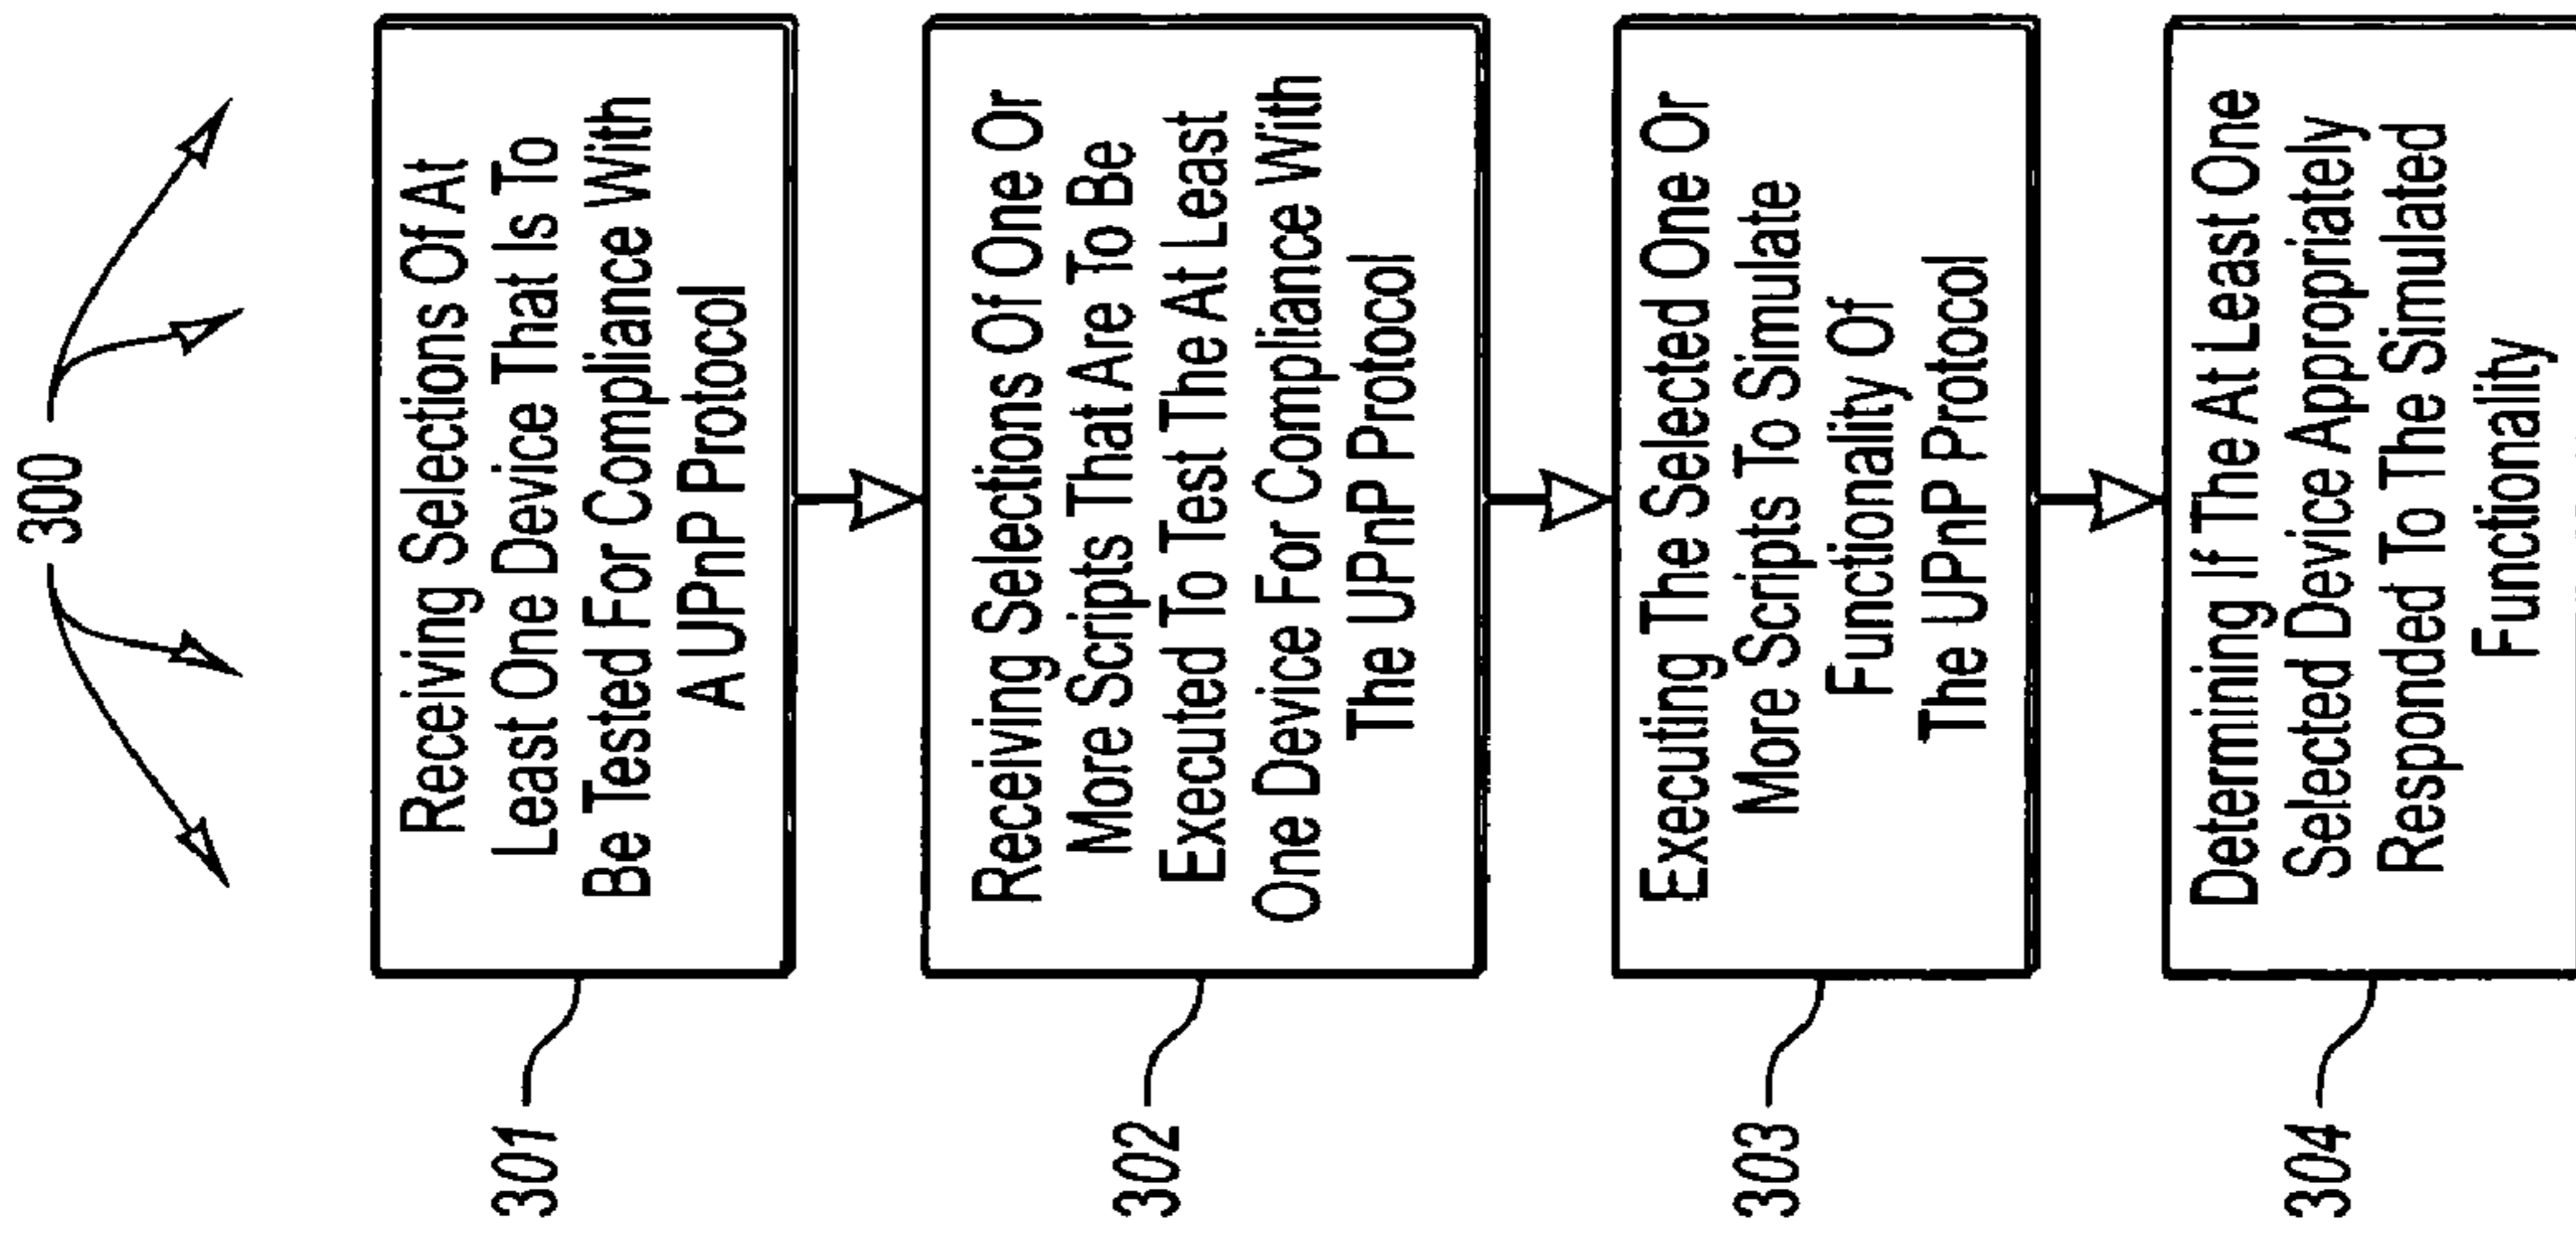 300
301
Receiving Selections Of At
Least One Device That Is To
Be Tested For Compliance With
A UPnP Protocol
302
Receiving Selections Of One Or
More Scripts That Are To Be
Executed To Test The At Least
One Device For Compliance With
The UPnP Protocol
303
Executing The Selected One Or
More Scripts To Simulate
Functionality Of
The UPnP Protocol
304
Determining If The At Least One
Selected Device Appropriately
Responded To The Simulated
Functionality